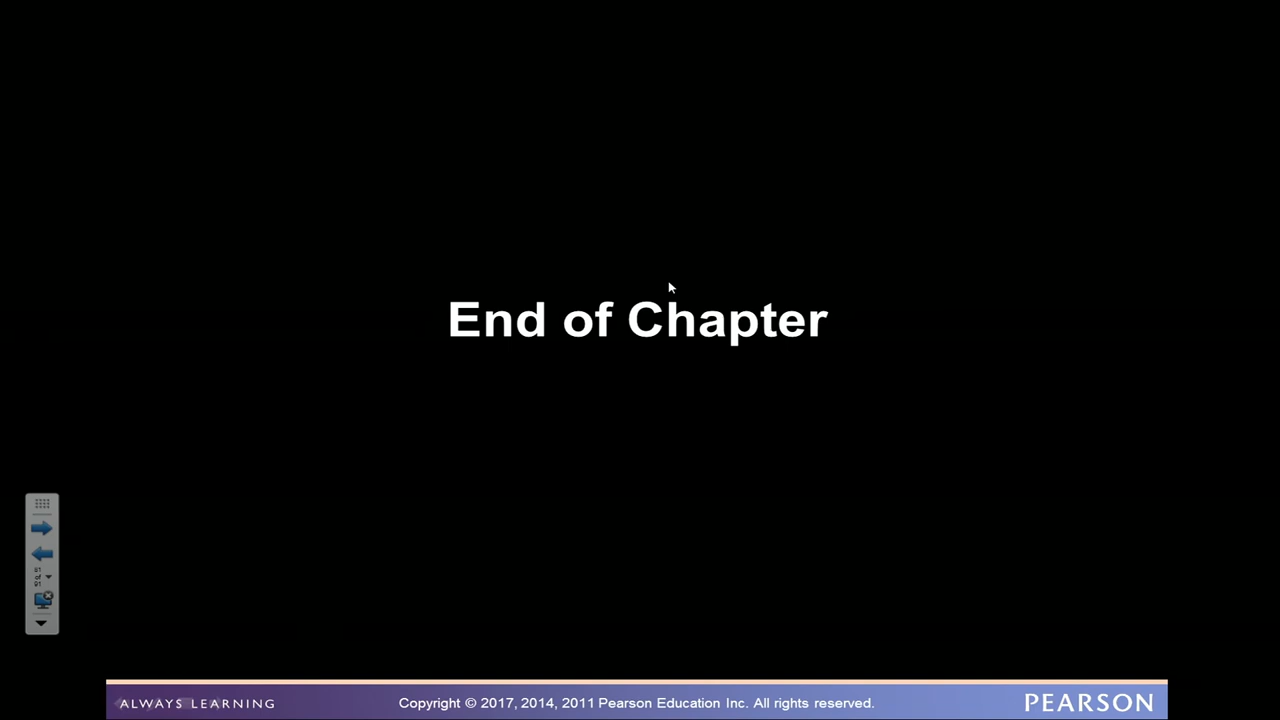 End of Chapter
ALWAYS LEARNING
Copyright © 2017, 2014, 2011 Pearson Education Inc. All rights reserved.
PEARSON